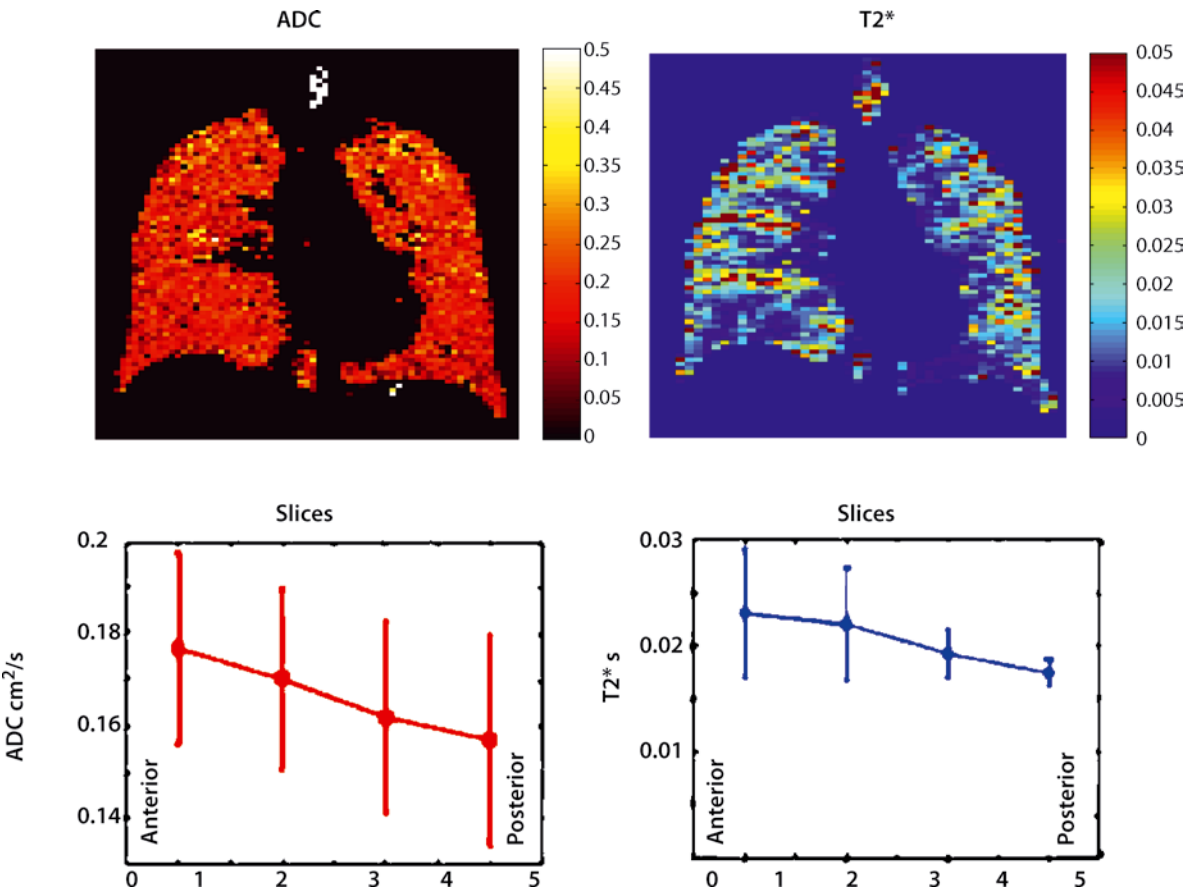 ADC
0.5
0.45
0.4
0.35
0.3
0.25
0.2
0.15
0.1
0.05
0
T2*
0.05
0.045
0.04
0.035
0.03
0.025
0.02
0.015
0.01
0.005
0
Slices
0.2
0.18
0.16
0.14
ADC cm²/s
Anterior
Posterior
0 1 2 3 4 5
Slices
0.03
0.02
0.01
T2* s
Anterior
Posterior
0 1 2 3 4 5